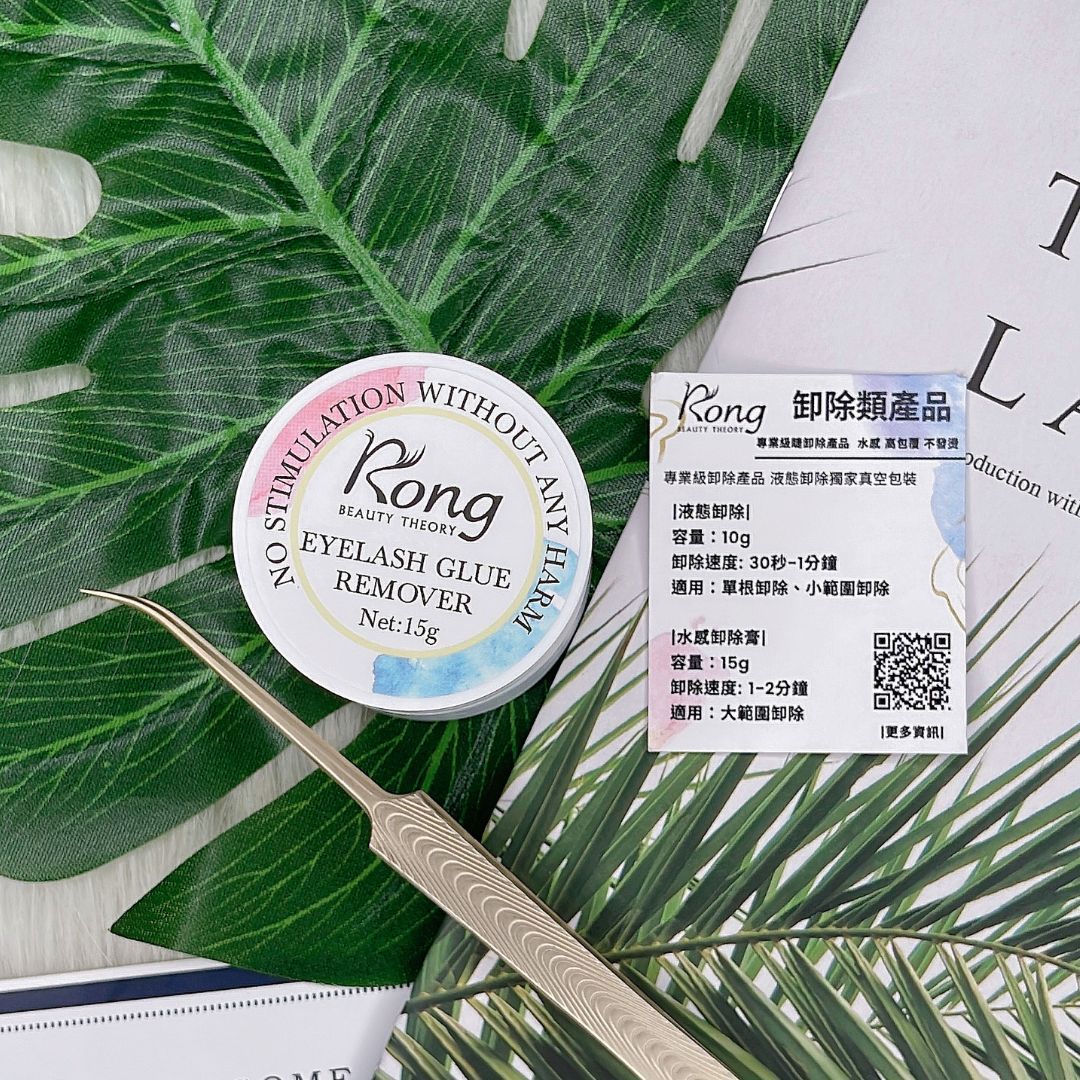 NO STIMULATION WITHOUT ANY HARM
Rong
BEAUTY THEORY
EYELASH GLUE
REMOVER
Net:15g
Rong
BEAUTY THEORY
卸除類產品
專業級睫卸除產品 水感 高包覆 不發燙
專業級卸除產品 液態卸除獨家真空包裝
|液態卸除|
容量：10g
卸除速度: 30秒-1分鐘
適用：單根卸除、小範圍卸除
|水感卸除膏|
容量：15g
卸除速度: 1-2分鐘
適用：大範圍卸除
|更多資訊|
T
LA
oduction with
OME